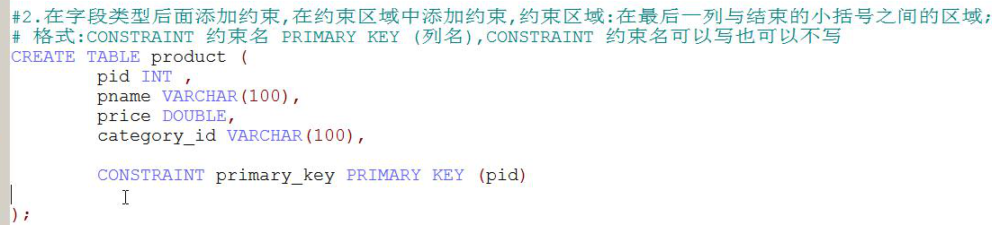 #2.在字段类型后面添加约束,在约束区域中添加约束,约束区域:在最后一列与结束的小括号之间的区域;
# 格式:CONSTRAINT 约束名 PRIMARY KEY (列名),CONSTRAINT 约束名可以写也可以不写
CREATE TABLE product (
pid INT ,
pname VARCHAR(100),
price DOUBLE,
category_id VARCHAR(100),
CONSTRAINT primary_key PRIMARY KEY (pid)
);